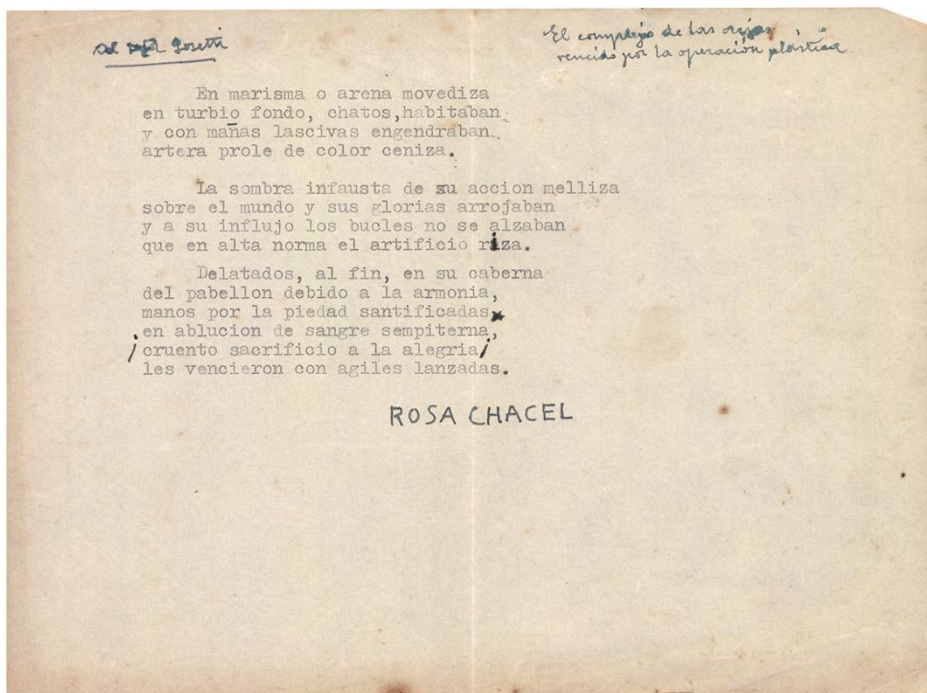 Al Gosetti
El complejo de las orejas
vencido por la operación plástica
En marisma o arena movediza
en turbio fondo, chatos,habitaban
y con mañas lascivas engendraban
artera prole de color ceniza.
La sombra infausta de su accion melliza
sobre el mundo y sus glorias arrojaban
y a su influjo los bucles no se alzaban
que en alta norma el artificio riza.
Delatados, al fin, en su caberna
del pabellon debido a la armonia,
manos por la piedad santificadas
en ablucion de sangre sempiterna,
¡cruento sacrificio a la alegria!
les vencieron con agiles lanzadas.
ROSA CHACEL